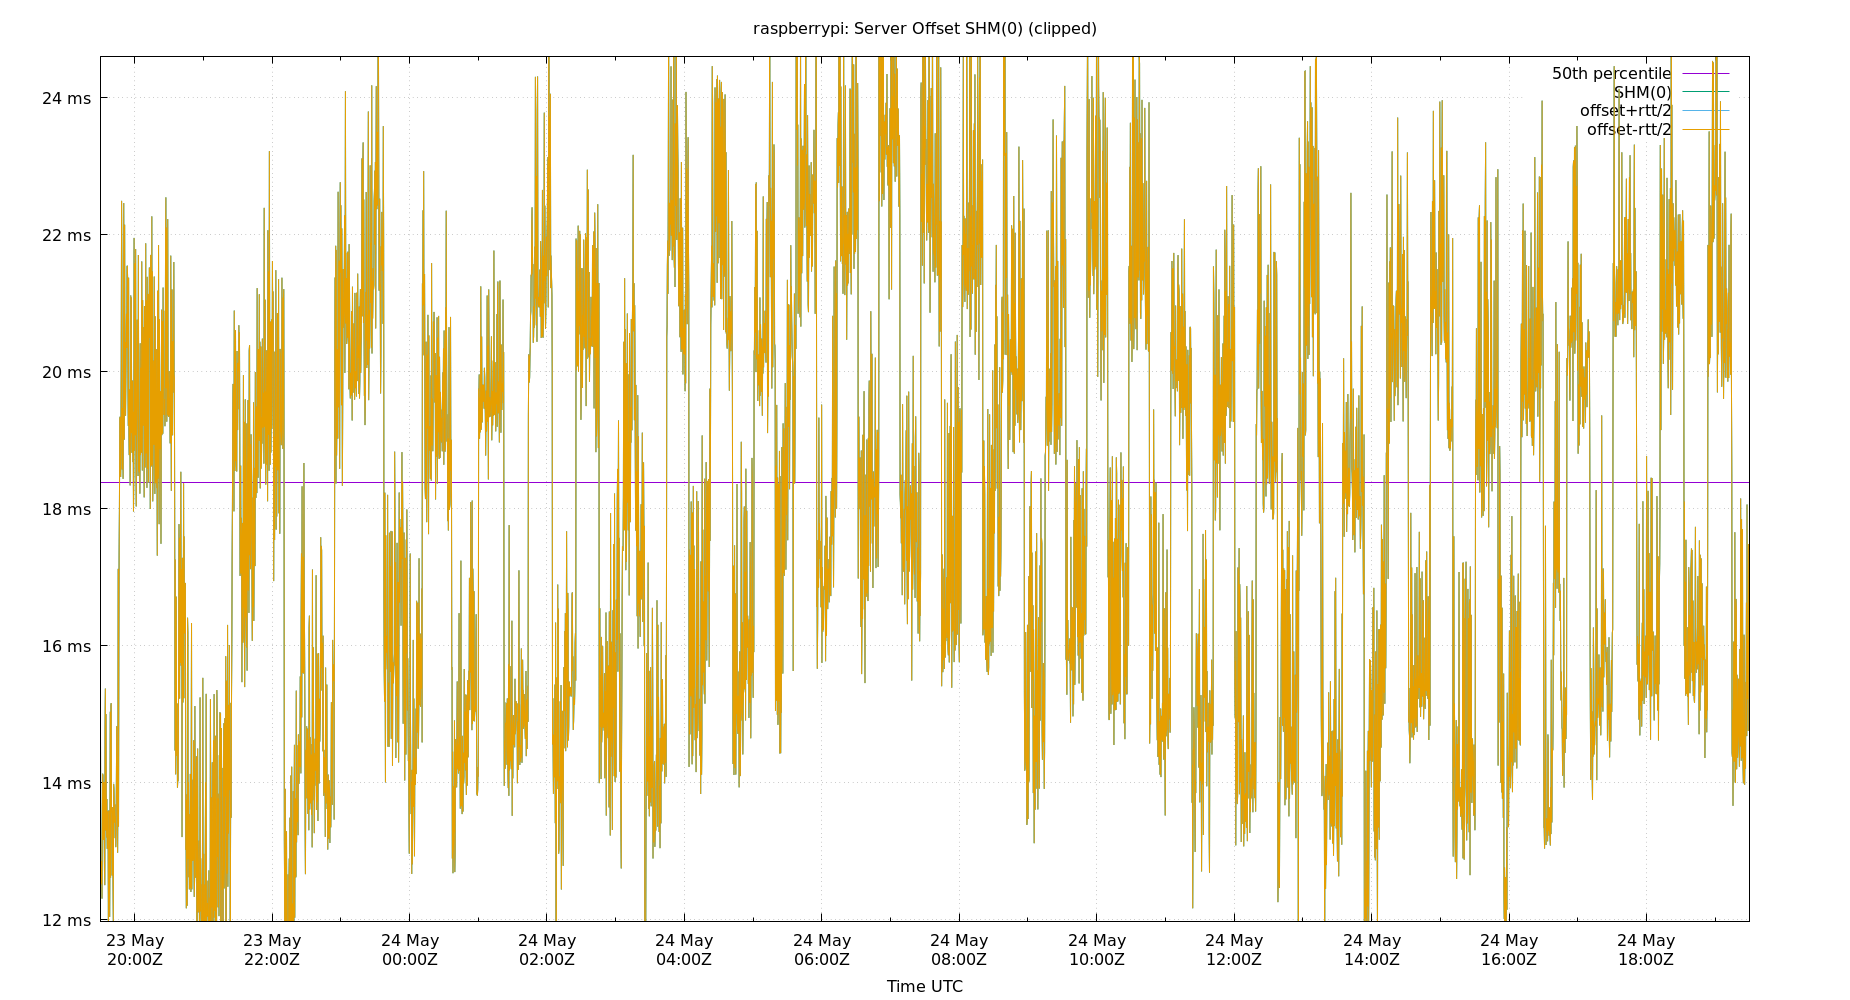 raspberrypi: Server Offset SHM(0) (clipped)
50th percentile
SHM(0)
offset+rtt/2
offset-rtt/2
24 ms
22 ms
20 ms
18 ms
16 ms
14 ms
12 ms
23 May 23 May 24 May 24 May 24 May 24 May 24 May 24 May 24 May 24 May 24 May 24 May
20:00Z 22:00Z 00:00Z 02:00Z 04:00Z 06:00Z 08:00Z 10:00Z 12:00Z 14:00Z 16:00Z 18:00Z
Time UTC